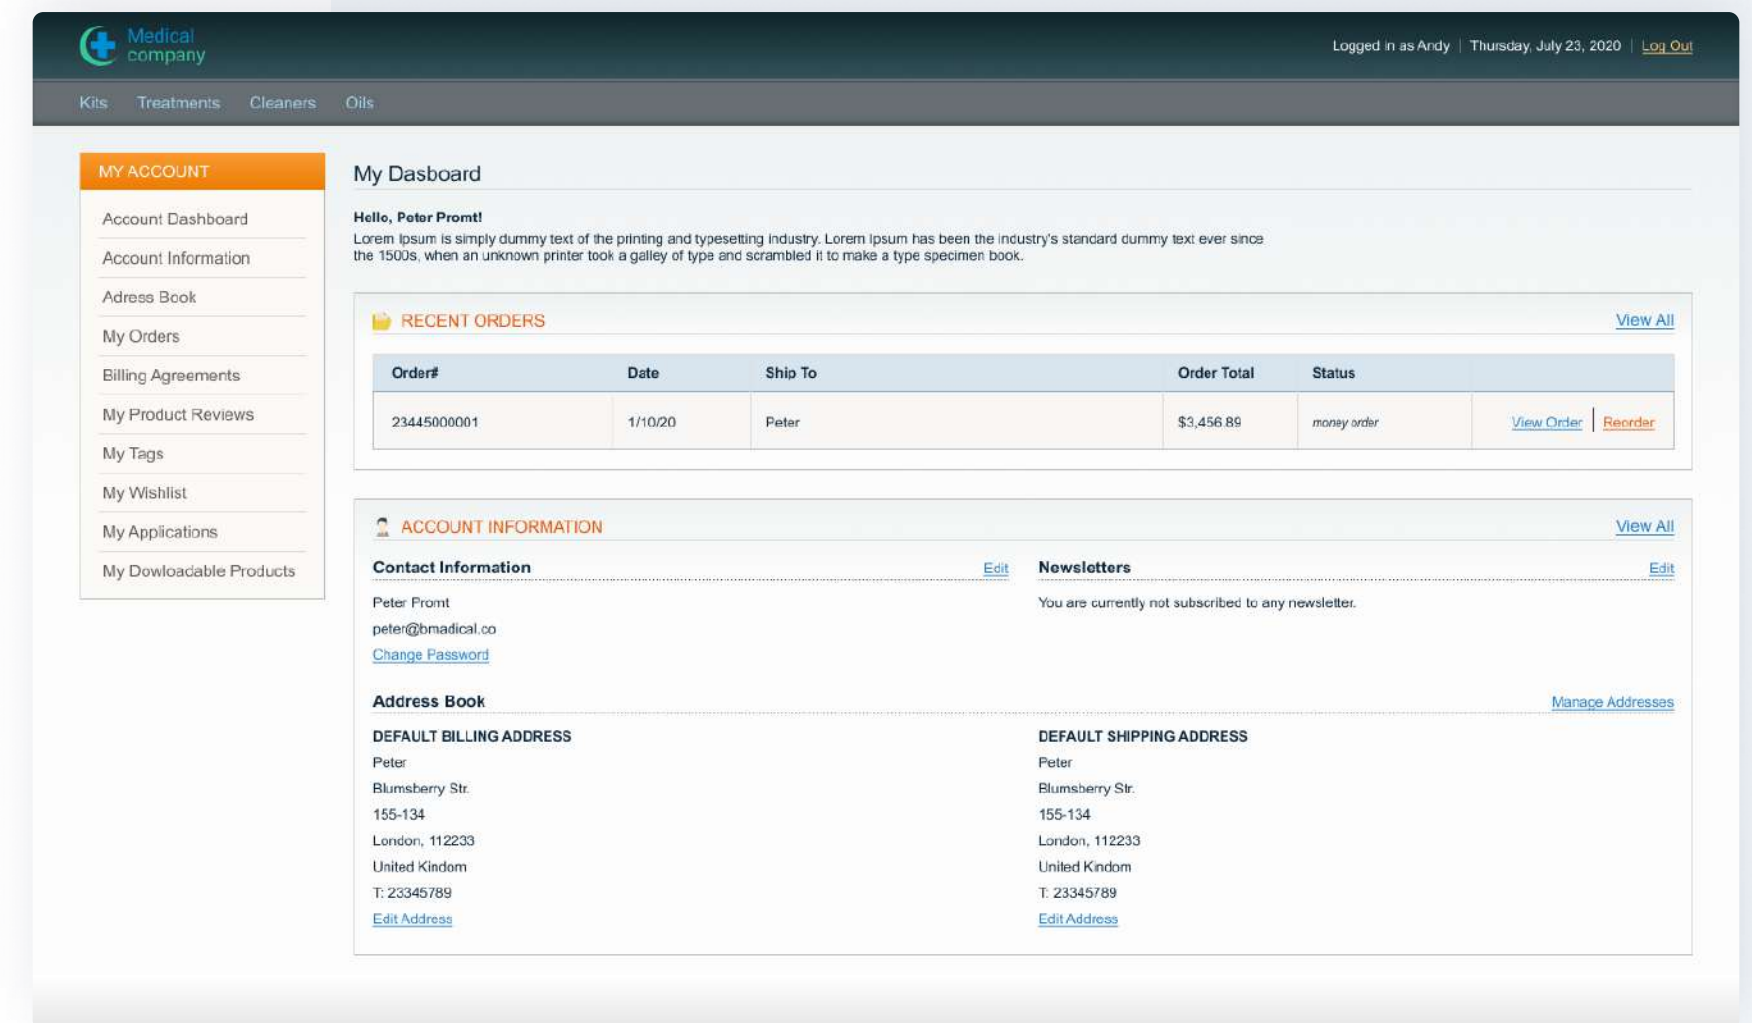 Medical
company
Logged in as Andy | Thursday, July 23, 2020 | Log Out
Kits Treatments Cleaners Oils
MY ACCOUNT
Account Dashboard
Account Information
Adress Book
My Orders
Billing Agreements
My Product Reviews
My Tags
My Wishlist
My Applications
My Dowloadable Products
My Dasboard
Hello, Peter Promt!
Lorem Ipsum is simply dummy text of the printing and typesetting industry. Lorem Ipsum has been the industry's standard dummy text ever since
the 1500s, when an unknown printer took a galley of type and scrambled it to make a type specimen book.
RECENT ORDERS View All
Order# Date Ship To Order Total Status
23445000001 1/10/20 Peter $3,456.89 money order View Order | Reorder
ACCOUNT INFORMATION View All
Contact Information Edit
Peter Promt
peter@bmadical.co
Change Password
Newsletters Edit
You are currently not subscribed to any newsletter.
Address Book Manage Addresses
DEFAULT BILLING ADDRESS
Peter
Blumsberry Str.
155-134
London, 112233
United Kindom
T: 23345789
Edit Address
DEFAULT SHIPPING ADDRESS
Peter
Blumsberry Str.
155-134
London, 112233
United Kindom
T: 23345789
Edit Address